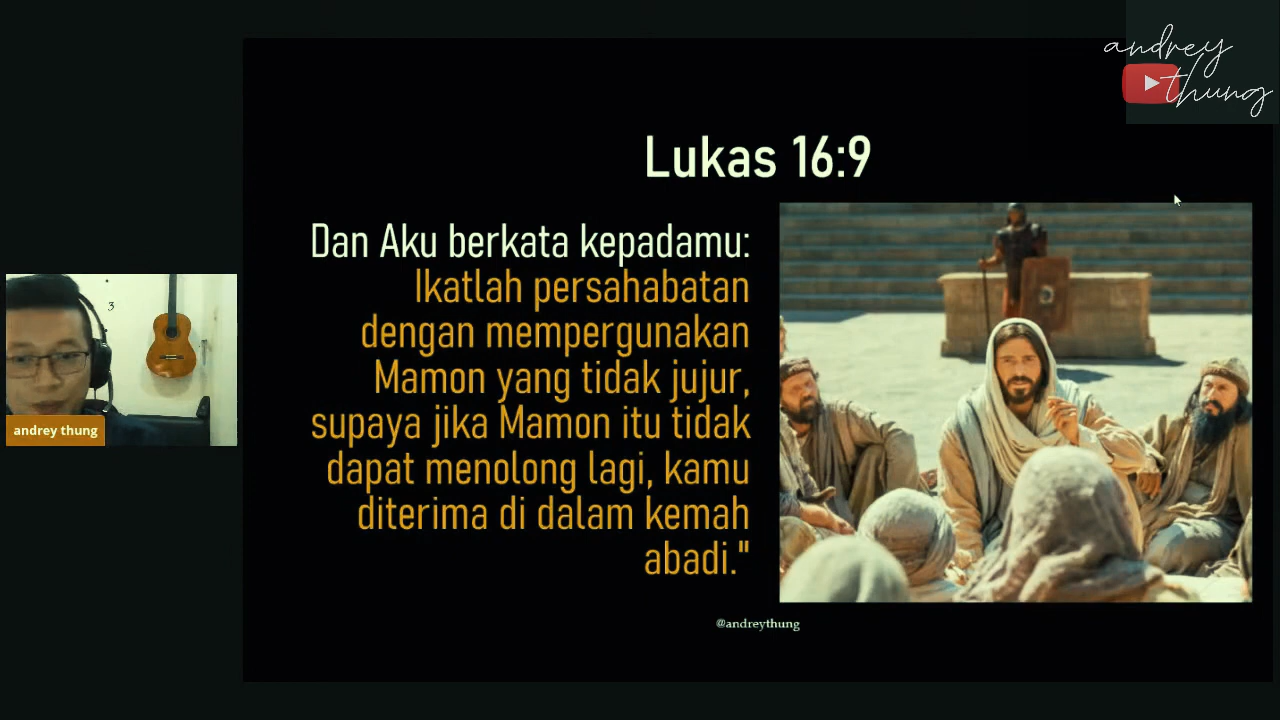 andrey
thung
Lukas 16:9
Dan Aku berkata kepadamu:
Ikatlah persahabatan
dengan mempergunakan
Mamon yang tidak jujur,
supaya jika Mamon itu tidak
dapat menolong lagi, kamu
diterima di dalam kemah
abadi."
@andreythung
3
andrey thung